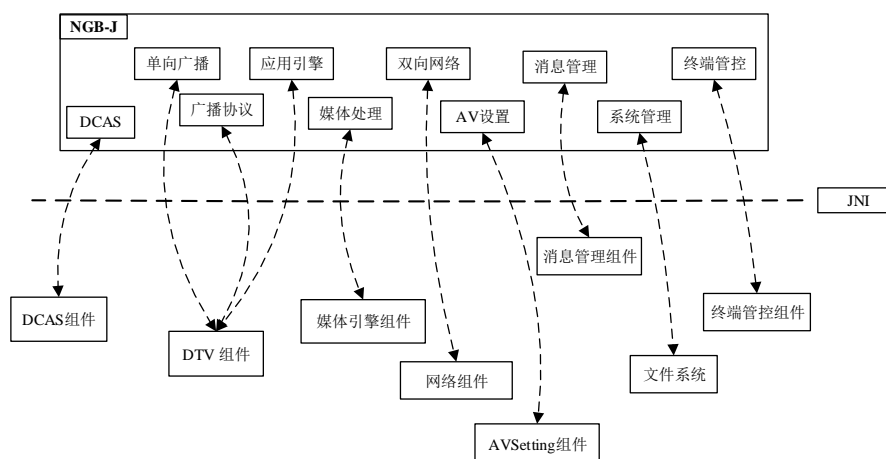 NGB-J
单向广播
应用引擎
双向网络
消息管理
终端管控
广播协议
媒体处理
AV设置
系统管理
DCAS
JNI
消息管理组件
DCAS组件
媒体引擎组件
终端管控组件
DTV 组件
网络组件
文件系统
AVSetting组件